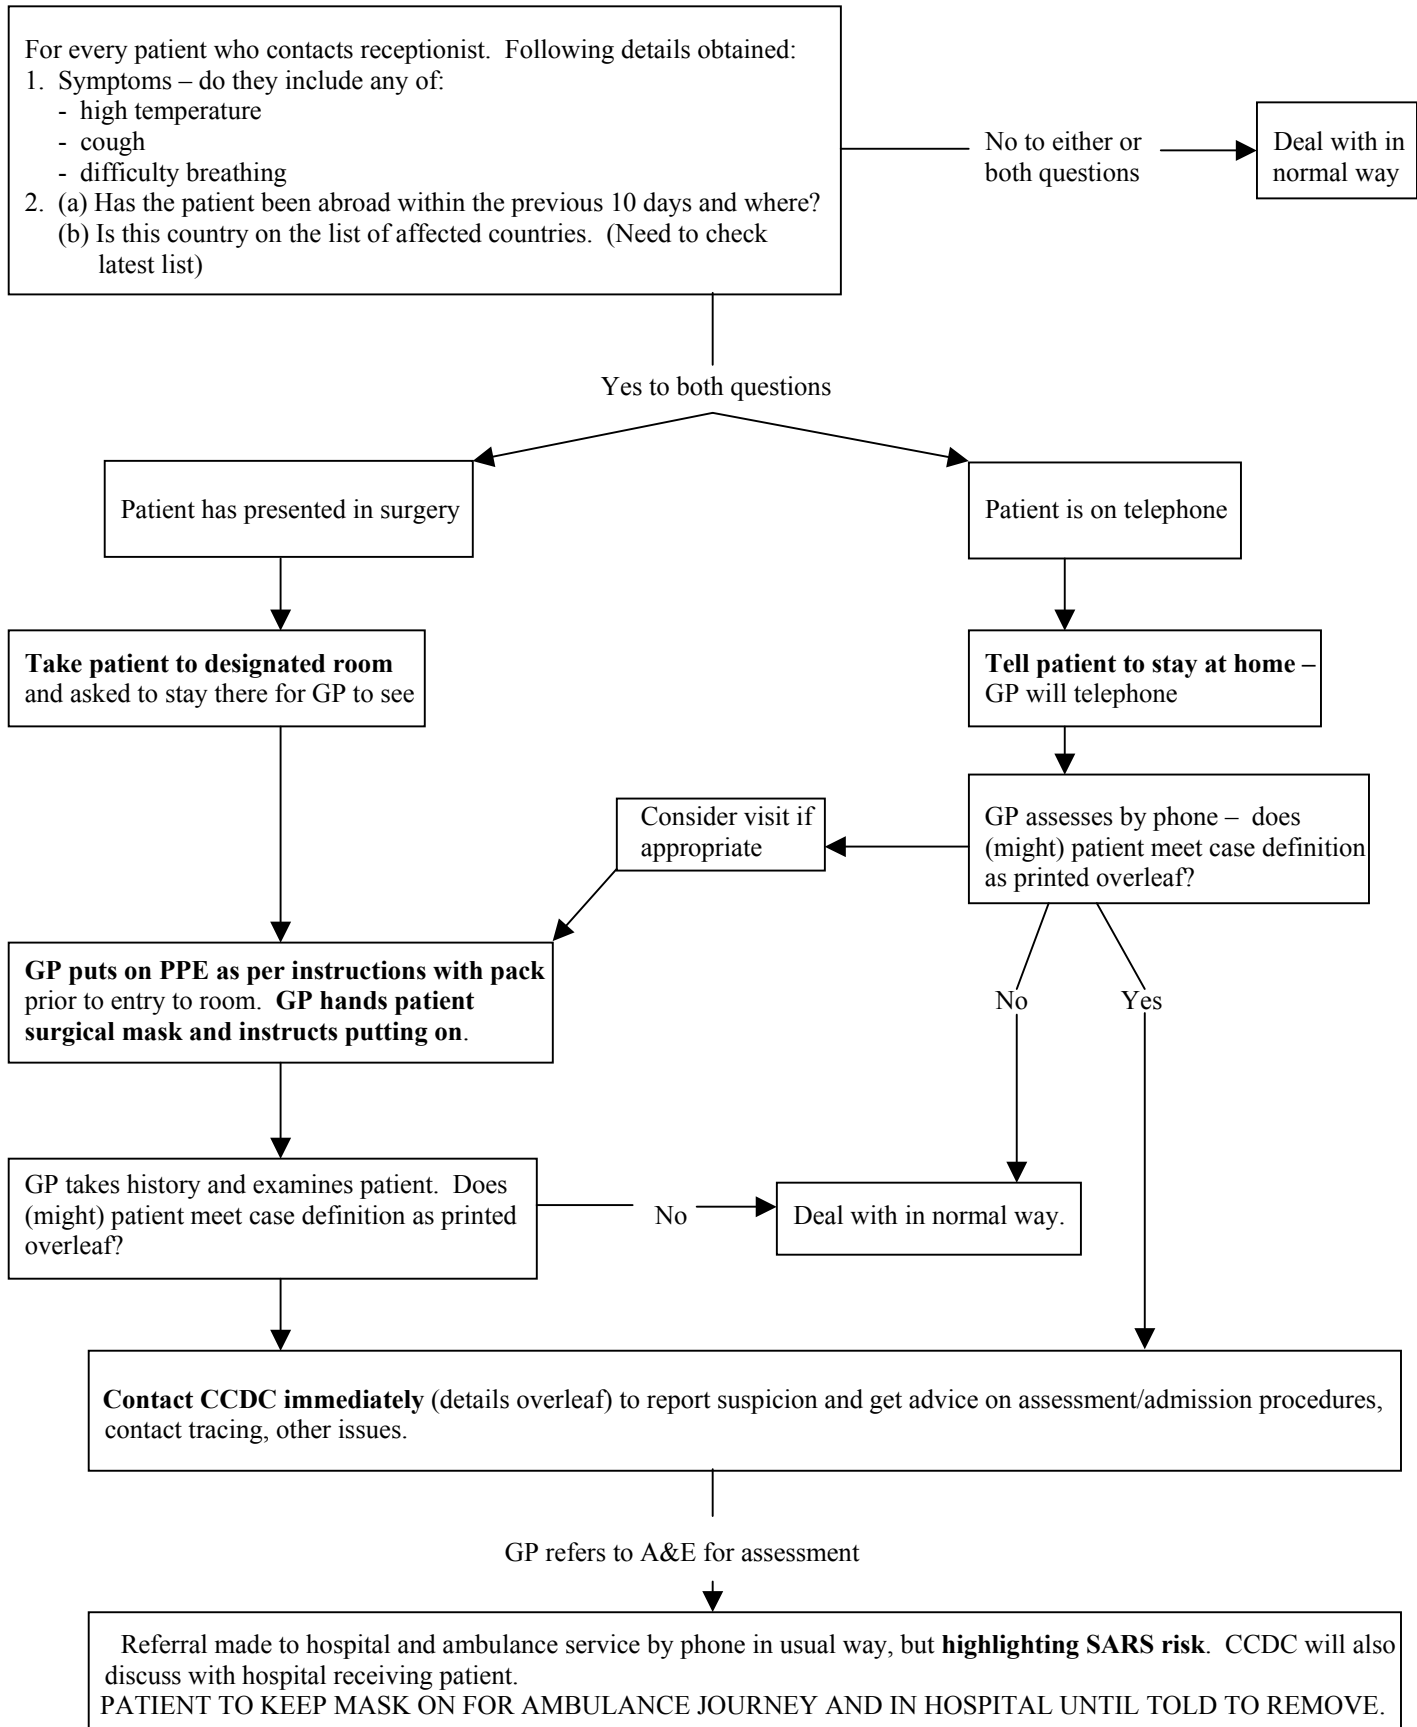 For every patient who contacts receptionist.  Following details obtained:
1.  Symptoms – do they include any of:
- high temperature
- cough
- difficulty breathing
2.  (a) Has the patient been abroad within the previous 10 days and where?
(b) Is this country on the list of affected countries.  (Need to check
latest list)
No to either or
both questions
Deal with in
normal way
Yes to both questions
Patient has presented in surgery
Patient is on telephone
Take patient to designated room
and asked to stay there for GP to see
Tell patient to stay at home –
GP will telephone
Consider visit if
appropriate
GP assesses by phone –  does
(might) patient meet case definition
as printed overleaf?
GP puts on PPE as per instructions with pack
prior to entry to room.  GP hands patient
surgical mask and instructs putting on.
No
Yes
GP takes history and examines patient.  Does
(might) patient meet case definition as printed
overleaf?
No
Deal with in normal way.
Contact CCDC immediately (details overleaf) to report suspicion and get advice on assessment/admission procedures,
contact tracing, other issues.
GP refers to A&E for assessment
Referral made to hospital and ambulance service by phone in usual way, but highlighting SARS risk.  CCDC will also
discuss with hospital receiving patient.
PATIENT TO KEEP MASK ON FOR AMBULANCE JOURNEY AND IN HOSPITAL UNTIL TOLD TO REMOVE.